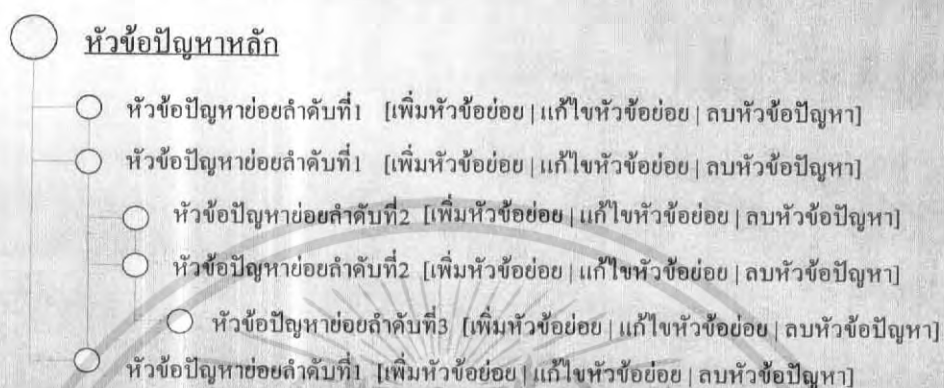 หัวข้อปัญหาหลัก
หัวข้อปัญหาย่อยลำดับที่1 [เพิ่มหัวข้อย่อย | แก้ไขหัวข้อย่อย | ลบหัวข้อปัญหา]
หัวข้อปัญหาย่อยลำดับที่1 [เพิ่มหัวข้อย่อย | แก้ไขหัวข้อย่อย | ลบหัวข้อปัญหา]
หัวข้อปัญหาย่อยลำดับที่2 [เพิ่มหัวข้อย่อย | แก้ไขหัวข้อย่อย | ลบหัวข้อปัญหา]
หัวข้อปัญหาย่อยลำดับที่2 [เพิ่มหัวข้อย่อย | แก้ไขหัวข้อย่อย | ลบหัวข้อปัญหา]
หัวข้อปัญหาย่อยลำดับที่3 [เพิ่มหัวข้อย่อย | แก้ไขหัวข้อย่อย | ลบหัวข้อปัญหา]
หัวข้อปัญหาย่อยลำดับที่1 [เพิ่มหัวข้อย่อย | แก้ไขหัวข้อย่อย | ลบหัวข้อปัญหา]